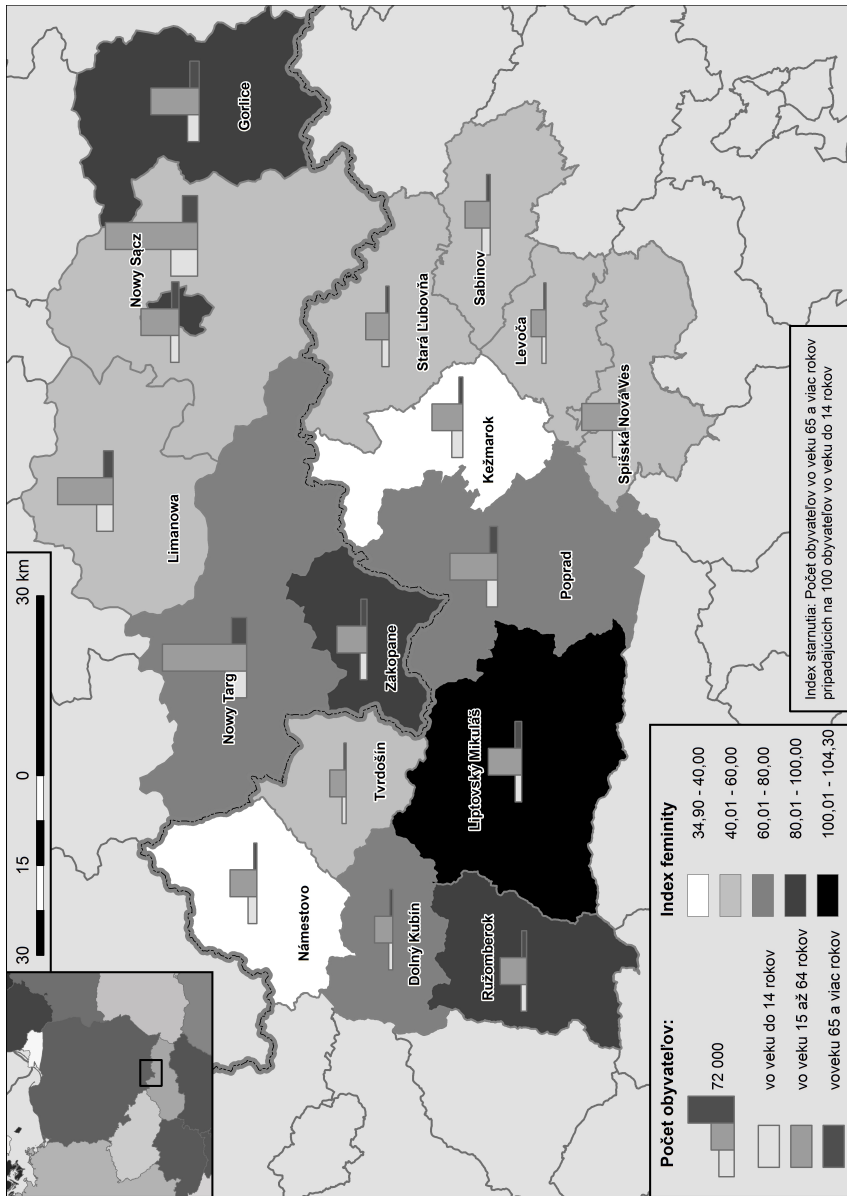 30
15
0
30 km
Gorlice
Nowy Sącz
Limanowa
Nowy Targ
Zakopane
Stará Ľubovňa
Sabinov
Levoča
Kežmarok
Spišská Nová Ves
Poprad
Tvrdošín
Liptovský Mikuláš
Námestovo
Dolný Kubín
Ružomberok
Počet obyvateľov:
72 000
vo veku do 14 rokov
vo veku 15 až 64 rokov
voveku 65 a viac rokov
Index feminity
34,90 - 40,00
40,01 - 60,00
60,01 - 80,00
80,01 - 100,00
100,01 - 104,30
Index starnutia: Počet obyvateľov vo veku 65 a viac rokov
pripadajúcich na 100 obyvateľov vo veku do 14 rokov